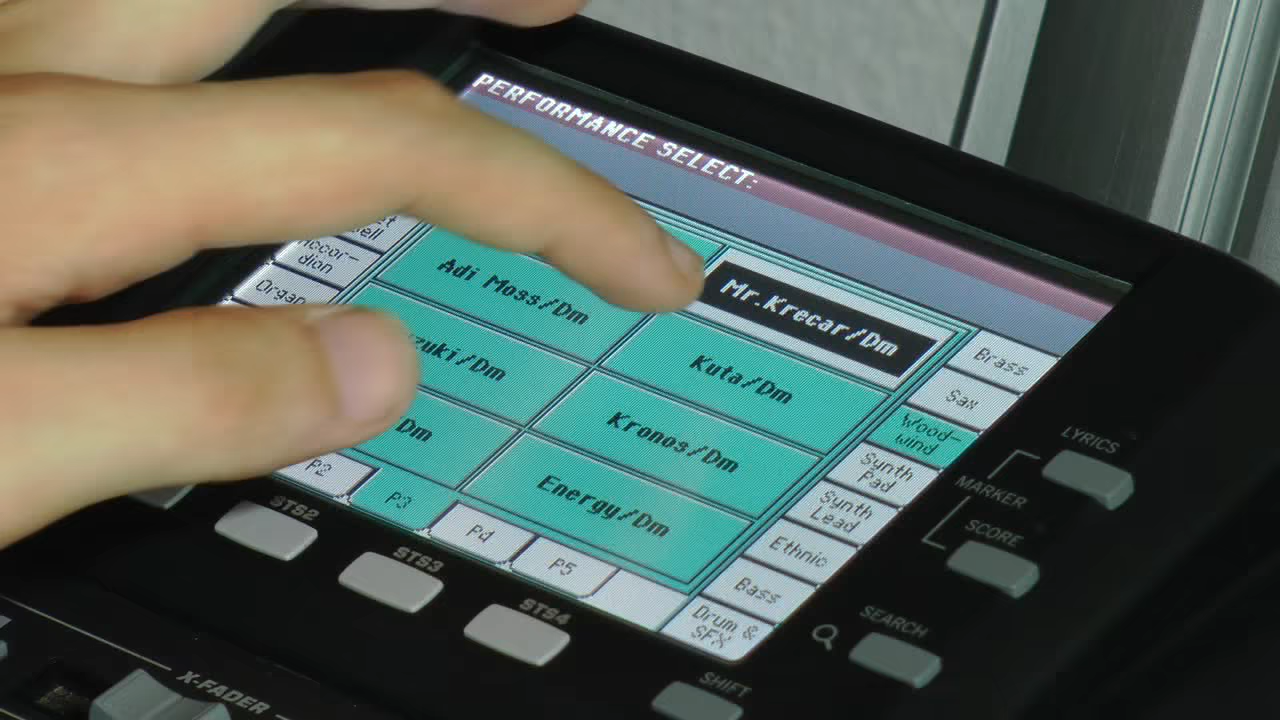 PERFORMANCE SELECT:
dion
Organ
Adi Moss/Dm
Mr.Krecar/Dm
Kuta/Dm
Kronos/Dm
Energy/Dm
Brass
Sax
Wood-
wind
Synth
Pad
Synth
Lead
Ethnic
Bass
Drum &
SFX
P2
P3
P4
P5
STS2
STS3
STS4
LYRICS
MARKER
SCORE
SEARCH
SHIFT
X-FADER